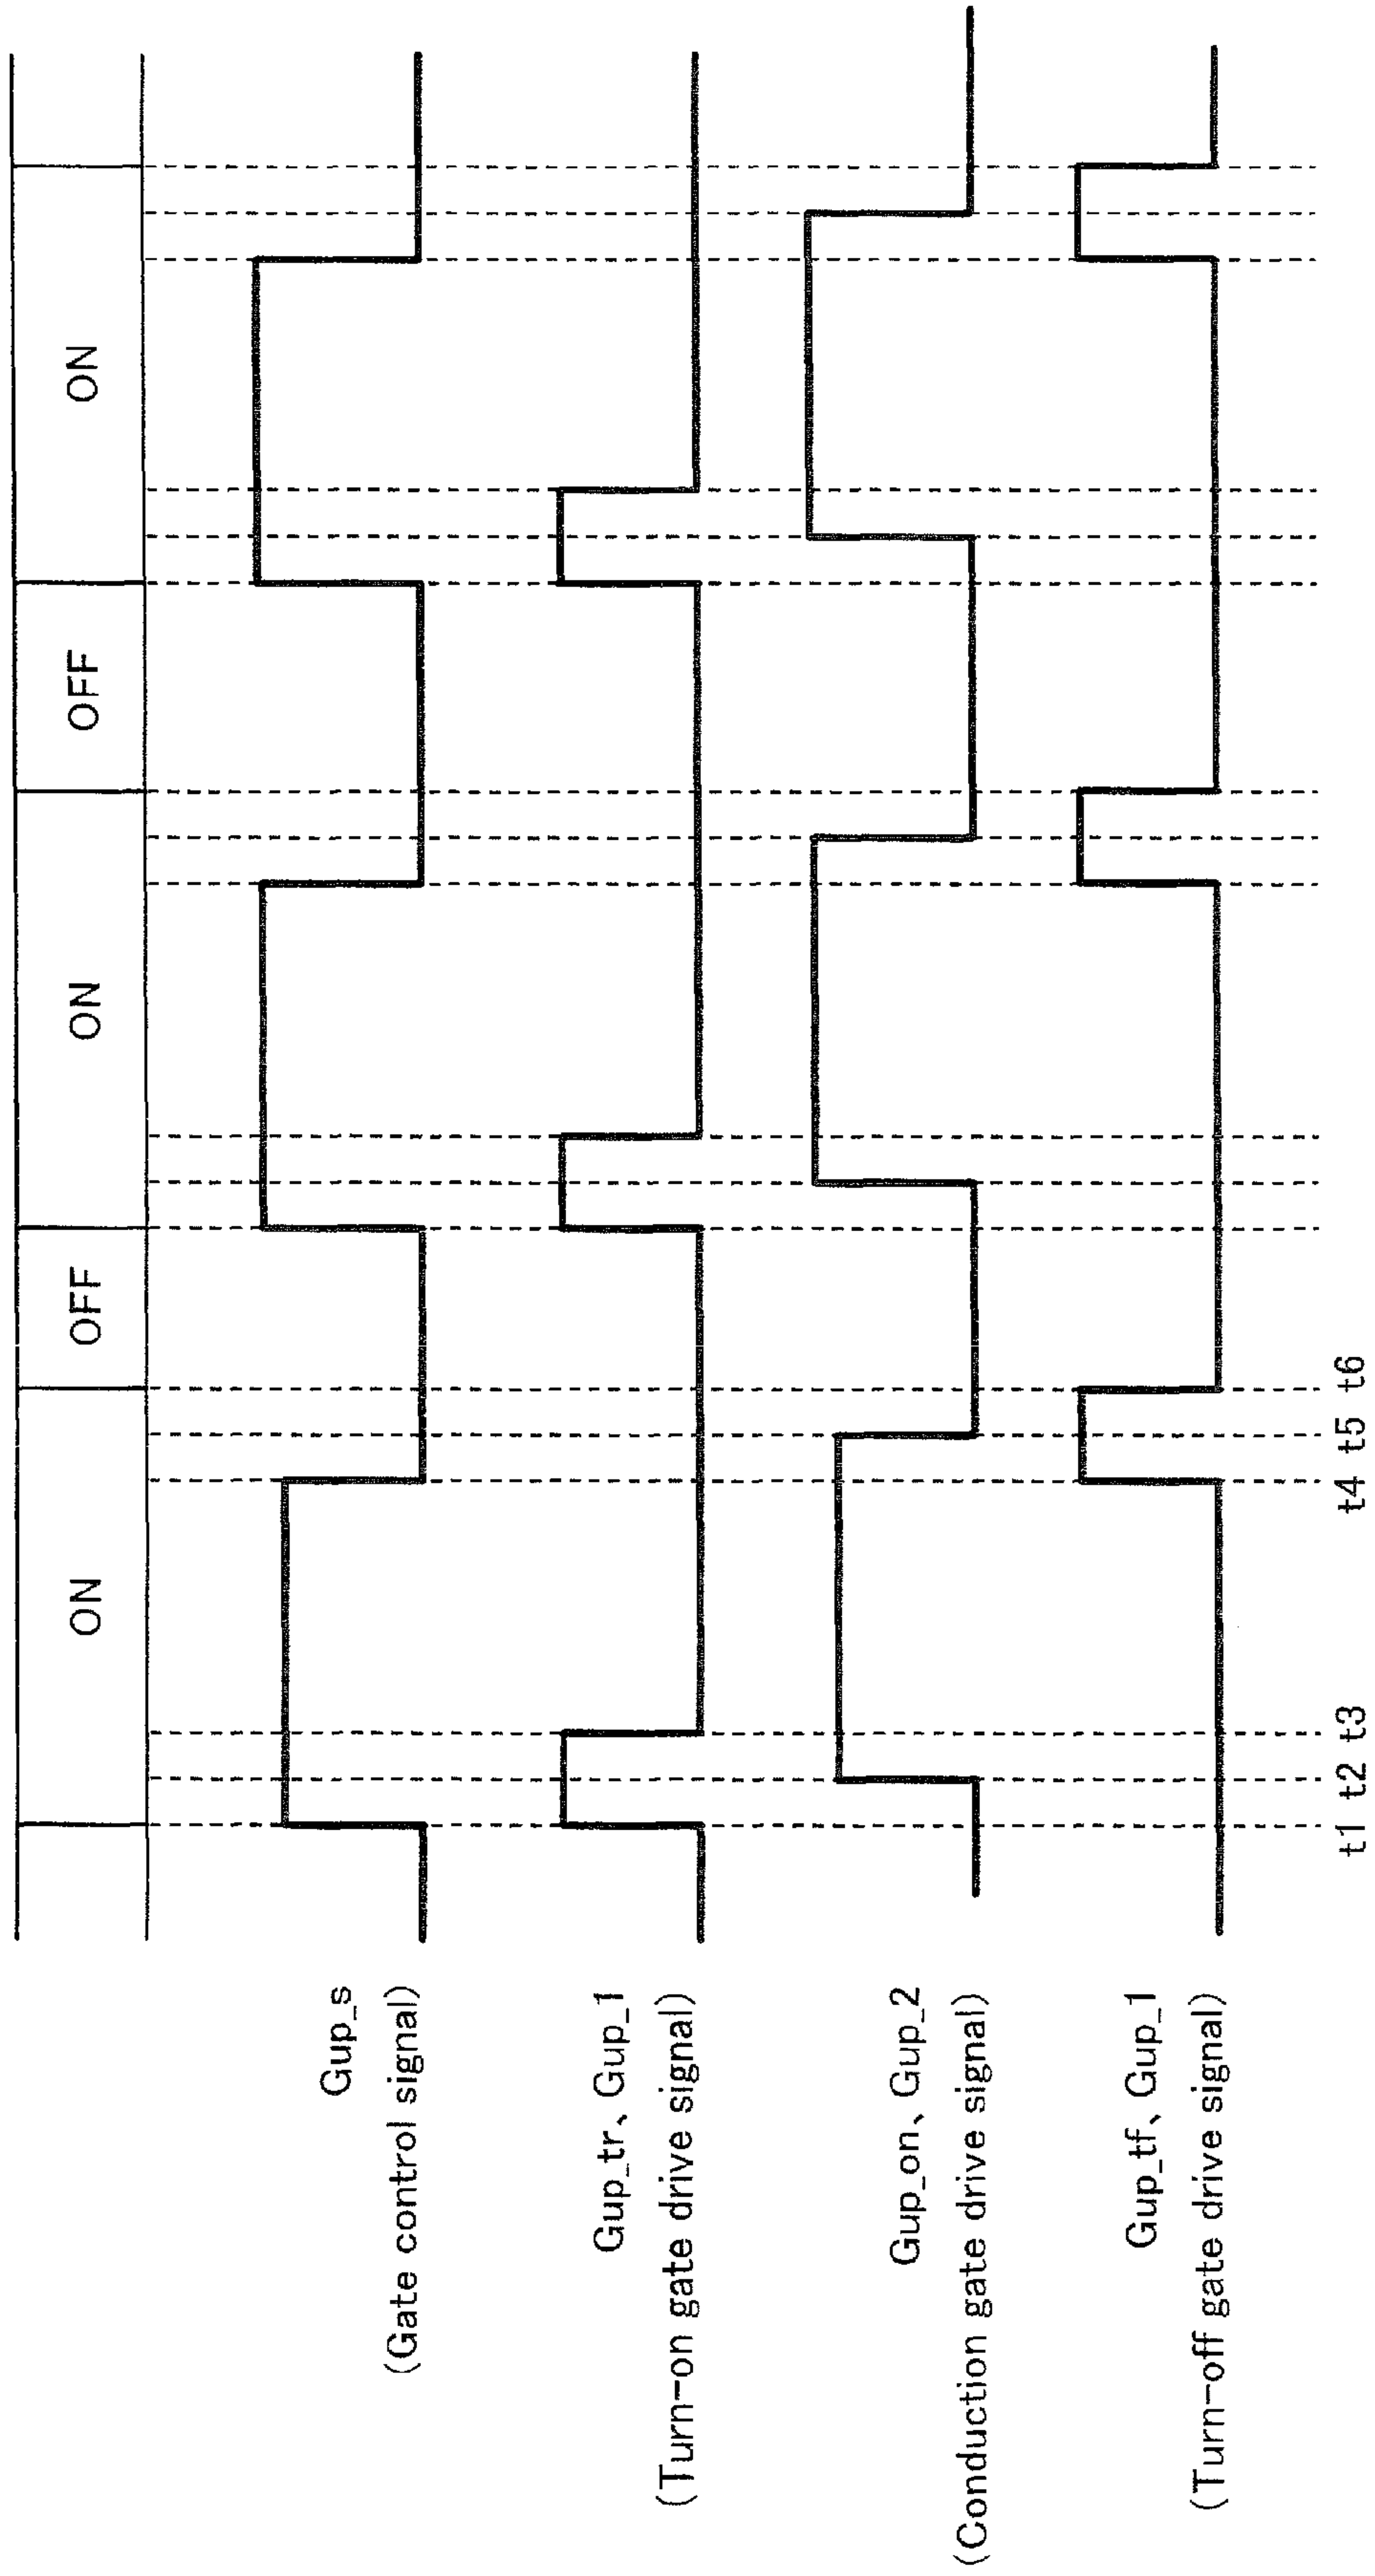 ON
OFF
ON
OFF
ON
Gup_s
(Gate control signal)
Gup_tr、Gup_1
(Turn-on gate drive signal)
Gup_on、Gup_2
(Conduction gate drive signal)
Gup_tf、Gup_1
(Turn-off gate drive signal)
t1 t2 t3 t4 t5 t6